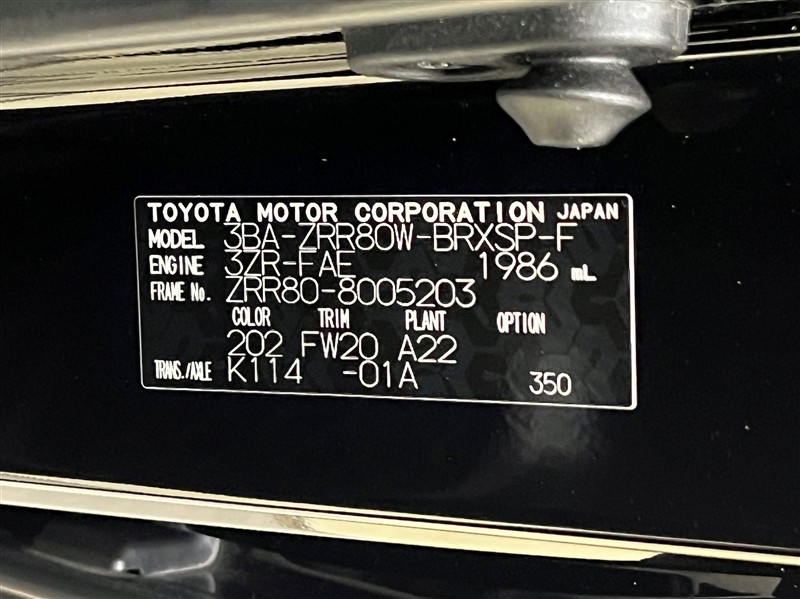 TOYOTA MOTOR CORPORATION JAPAN
MODEL 3BA-ZRR80W-BRXSP-F
ENGINE 3ZR-FAE 1986 mL
FRAME No. ZRR80-8005203
COLOR TRIM PLANT OPTION
202 FW20 A22
TRANS./AXLE K114 -01A 350